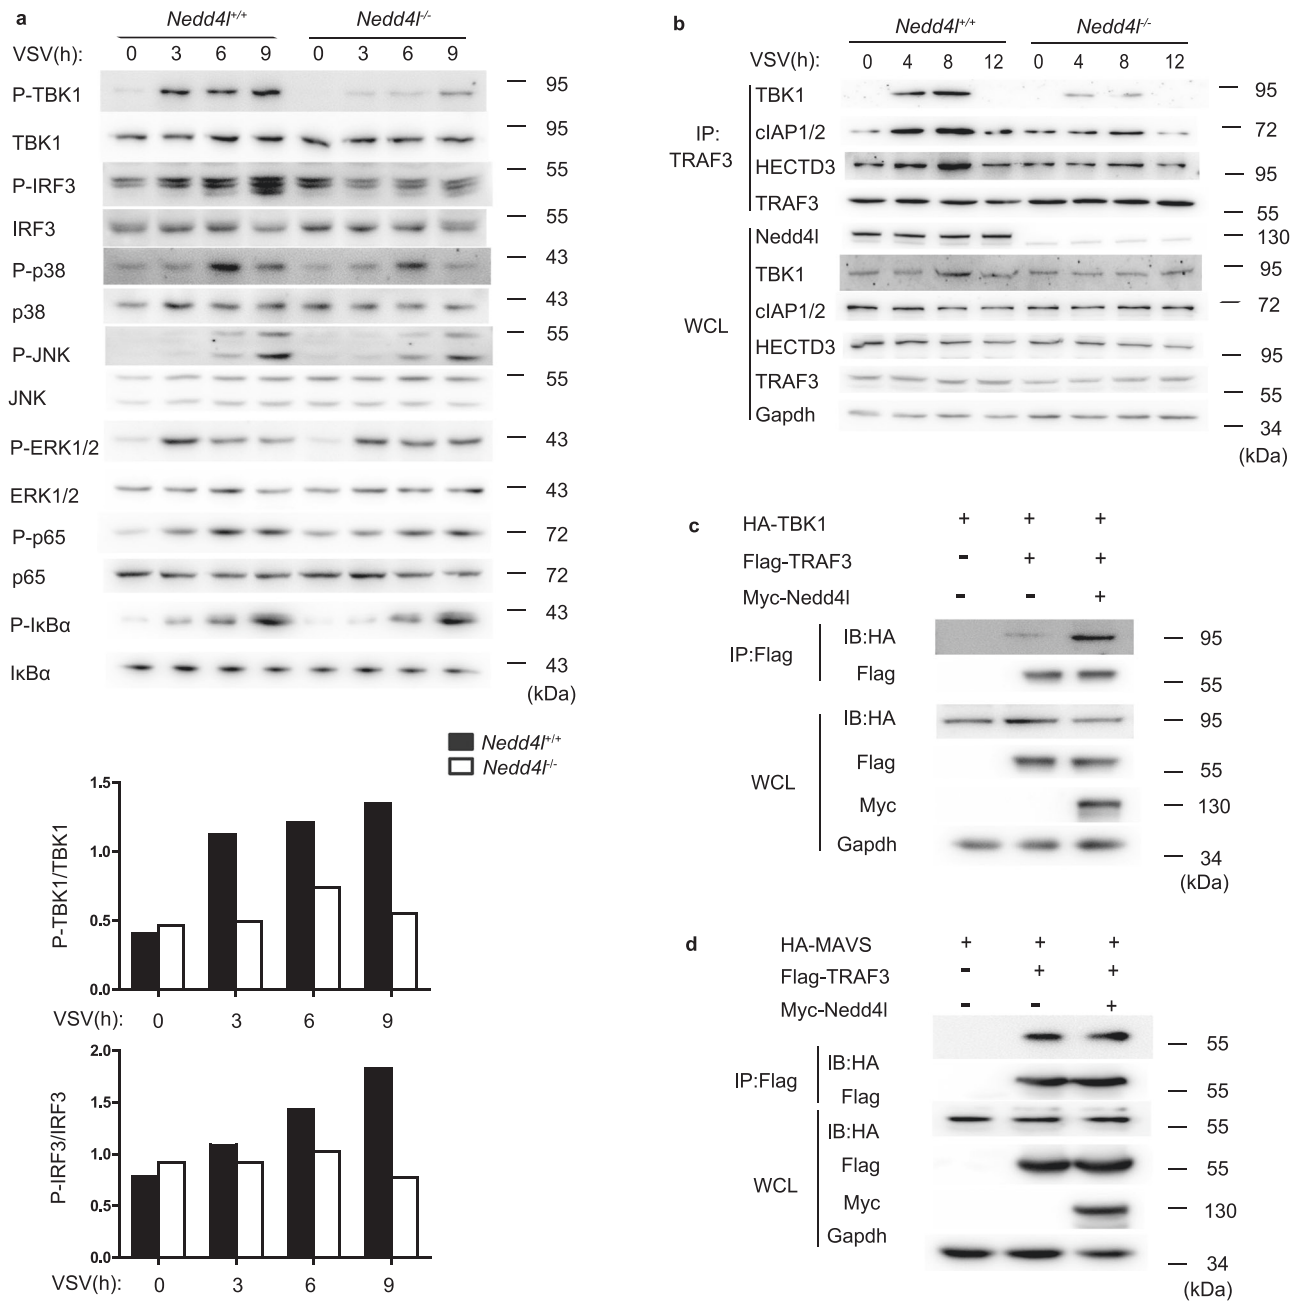 a
Nedd4l+/+ Nedd4l-/-
VSV(h): 0 3 6 9 0 3 6 9
P-TBK1 95
TBK1 95
P-IRF3 55
IRF3 55
P-p38 43
p38 43
P-JNK 55
JNK 55
P-ERK1/2 43
ERK1/2 43
P-p65 72
p65 72
P-IκBα 43
IκBα 43
(kDa)
Nedd4l+/+
Nedd4l-/-
P-TBK1/TBK1
1.5
1.0
0.5
0.0
VSV(h): 0 3 6 9
P-IRF3/IRF3
2.0
1.5
1.0
0.5
0.0
VSV(h): 0 3 6 9
b
Nedd4l+/+ Nedd4l-/-
VSV(h): 0 4 8 12 0 4 8 12
IP: TRAF3
TBK1 95
cIAP1/2 72
HECTD3 95
TRAF3 55
WCL
Nedd4l 130
TBK1 95
cIAP1/2 72
HECTD3 95
TRAF3 55
Gapdh 34
(kDa)
c
HA-TBK1 + + +
Flag-TRAF3 - + +
Myc-Nedd4l - - +
IP:Flag
IB:HA 95
Flag 55
WCL
IB:HA 95
Flag 55
Myc 130
Gapdh 34
(kDa)
d
HA-MAVS + + +
Flag-TRAF3 - + +
Myc-Nedd4l - - +
IP:Flag
IB:HA 55
Flag 55
WCL
IB:HA 55
Flag 55
Myc 130
Gapdh 34
(kDa)